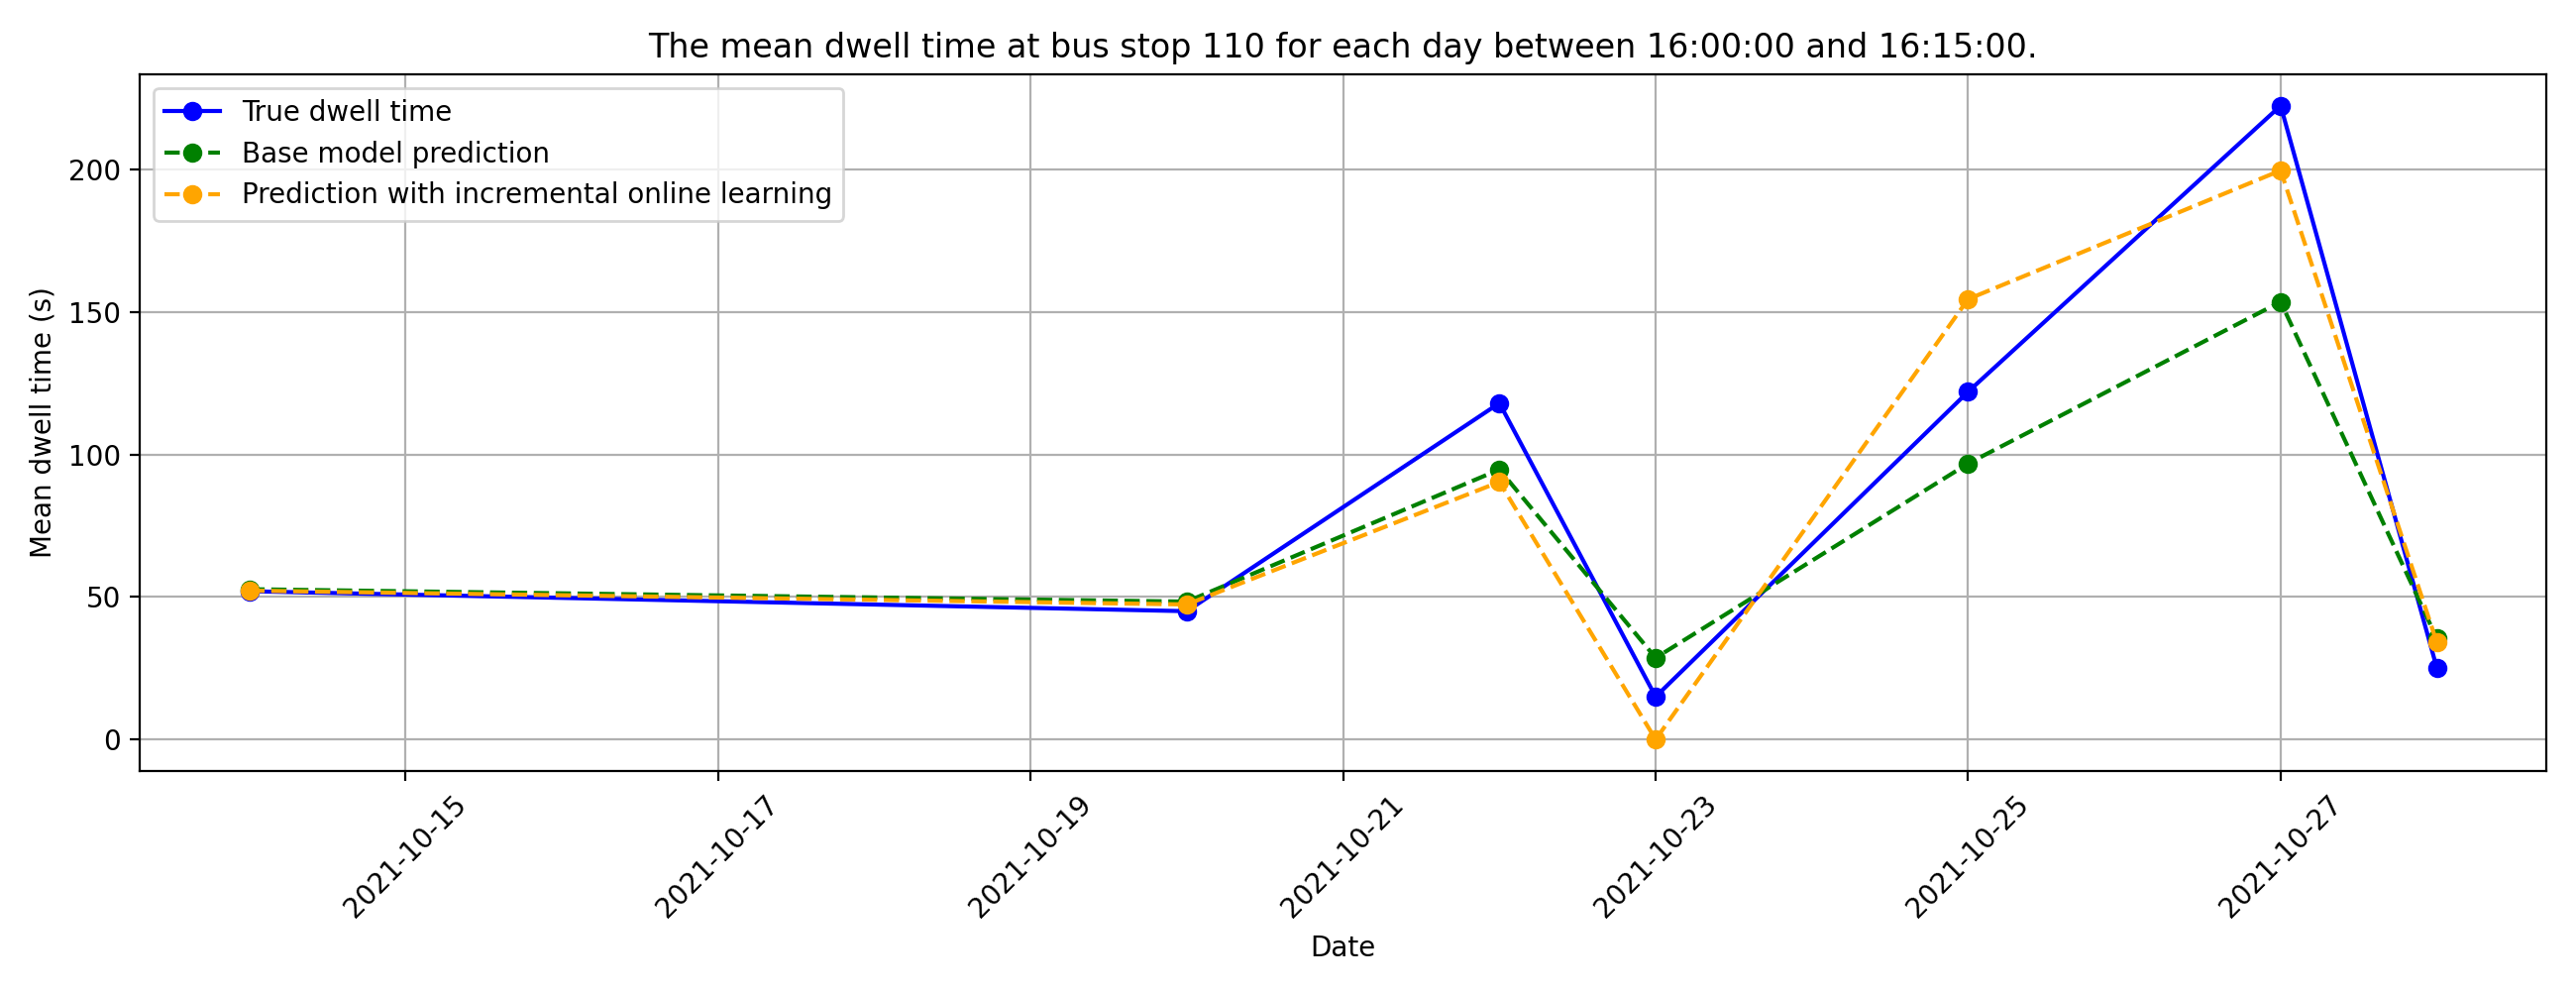 The mean dwell time at bus stop 110 for each day between 16:00:00 and 16:15:00.
True dwell time
Base model prediction
Prediction with incremental online learning
Mean dwell time (s)
200
150
100
50
0
2021-10-15
2021-10-17
2021-10-19
2021-10-21
2021-10-23
2021-10-25
2021-10-27
Date